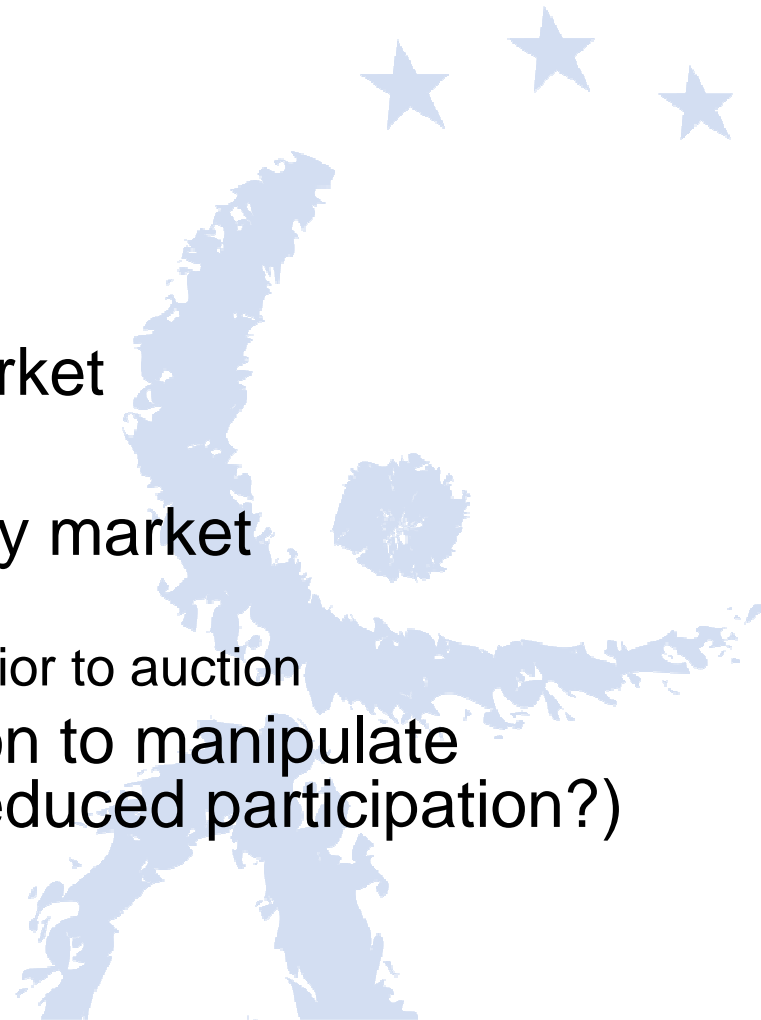 rket
y market
ior to auction
on to manipulate
educed participation?)